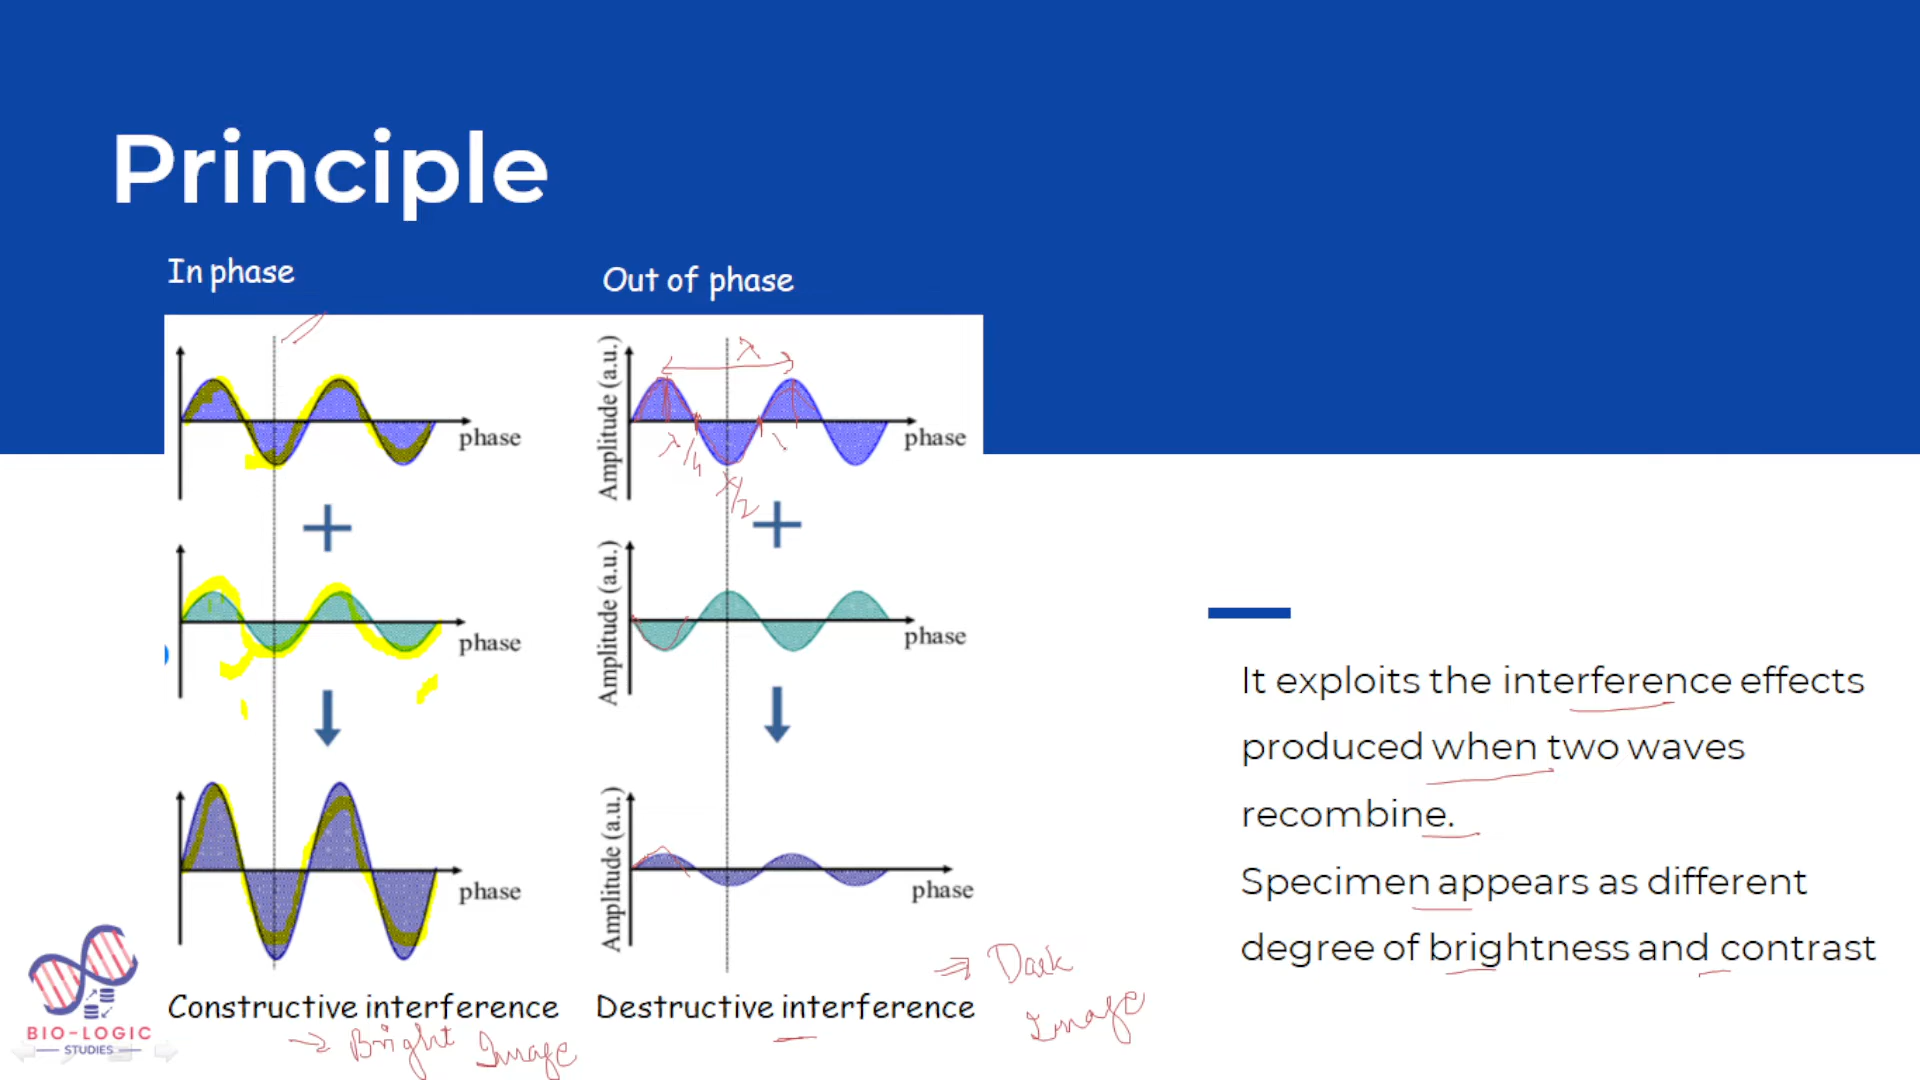 Principle
In phase
Out of phase
Amplitude (a.u.)
λ
phase
phase
λ/4
λ/2
Amplitude (a.u.)
phase
phase
It exploits the interference effects
produced when two waves
recombine.
Specimen appears as different
degree of brightness and contrast
Amplitude (a.u.)
phase
phase
Constructive interference
Destructive interference
→ Bright Image
⇒ Dark
Image
BIO-LOGIC
STUDIES